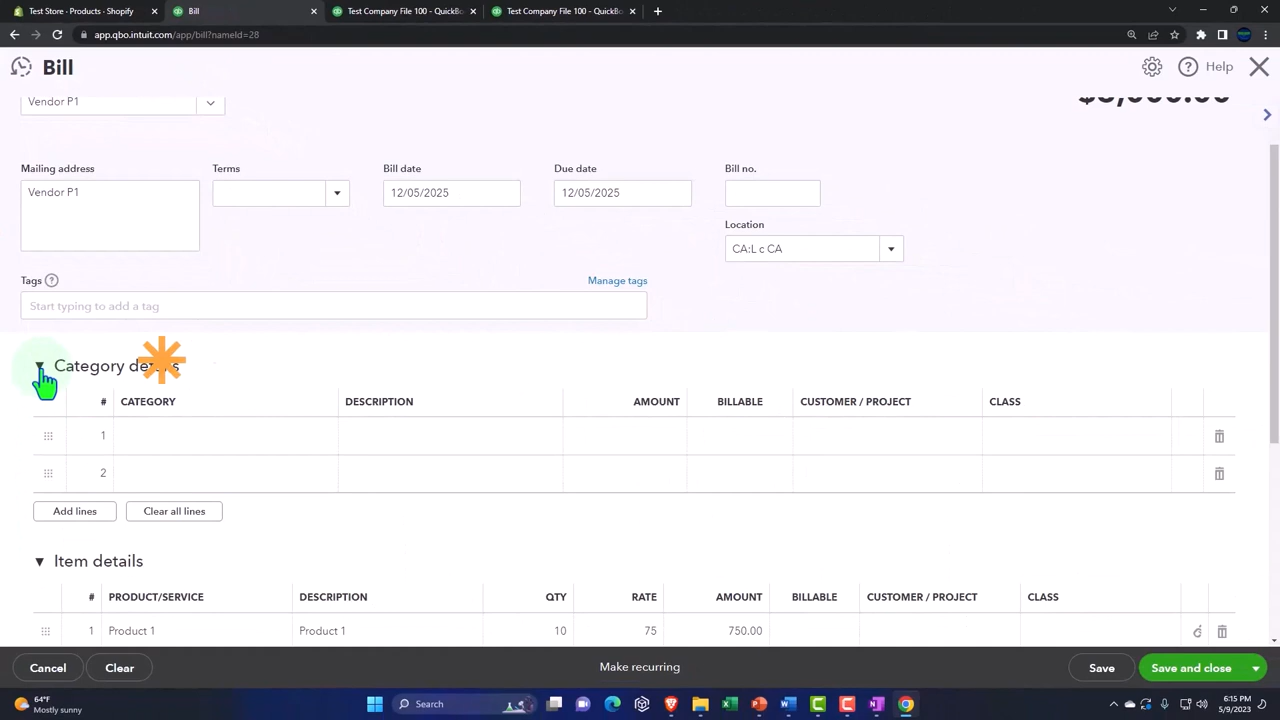 Test Store · Products · Shopify
Bill
Test Company File 100 - QuickBo
Test Company File 100 - QuickBo
app.qbo.intuit.com/app/bill?nameId=28
Bill
Help
Vendor P1
Mailing address
Terms
Bill date
Due date
Bill no.
Vendor P1
12/05/2025
12/05/2025
Location
CA:L c CA
Tags
Manage tags
Start typing to add a tag
Category details
# CATEGORY DESCRIPTION AMOUNT BILLABLE CUSTOMER / PROJECT CLASS
1
2
Add lines
Clear all lines
Item details
# PRODUCT/SERVICE DESCRIPTION QTY RATE AMOUNT BILLABLE CUSTOMER / PROJECT CLASS
1 Product 1 Product 1 10 75 750.00
Cancel
Clear
Make recurring
Save
Save and close
64°F
Mostly sunny
Search
6:15 PM
5/9/2023